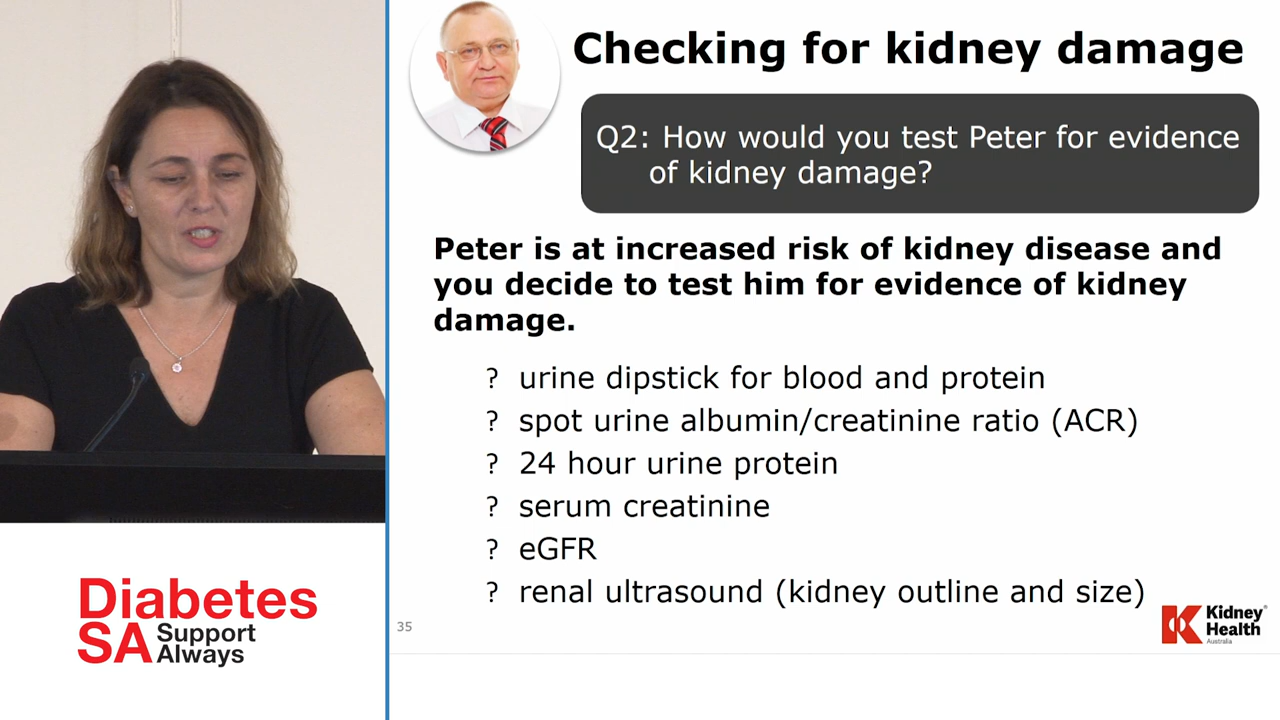 Checking for kidney damage
Q2: How would you test Peter for evidence
of kidney damage?
Peter is at increased risk of kidney disease and
you decide to test him for evidence of kidney
damage.
? urine dipstick for blood and protein
? spot urine albumin/creatinine ratio (ACR)
? 24 hour urine protein
? serum creatinine
? eGFR
? renal ultrasound (kidney outline and size)
35
Kidney
Health
Australia
Diabetes
SA Support
Always